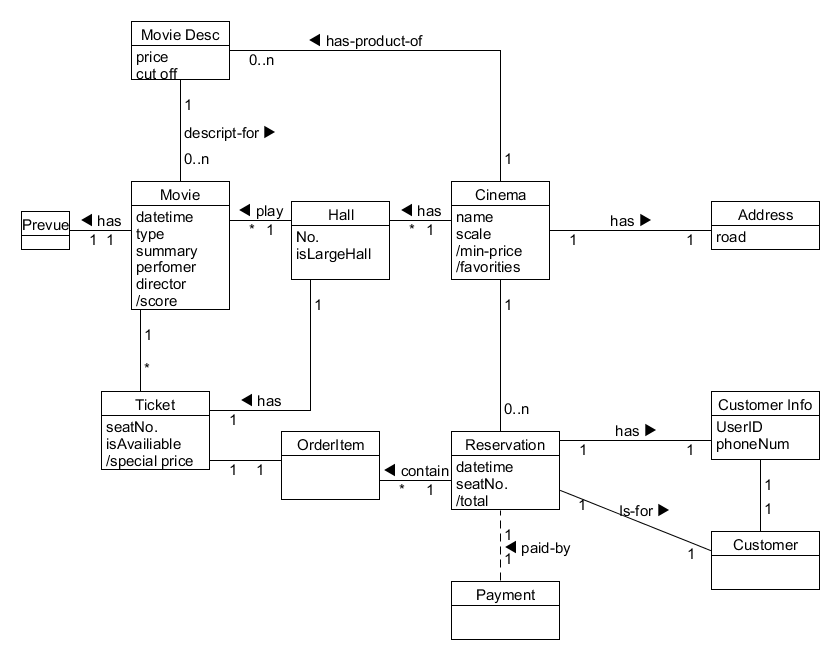 Movie Desc
price
cut off
◀ has-product-of
0..n
1
descript-for ▶
0..n
1
Movie
datetime
type
summary
perfomer
director
/score
Prevue
◀ has
1 1
◀ play
* 1
Hall
No.
isLargeHall
◀ has
* 1
Cinema
name
scale
/min-price
/favorities
has ▶
1 1
Address
road
1
*
1
◀ has
1
1
0..n
Ticket
seatNo.
isAvailiable
/special price
1 1
OrderItem
◀ contain
* 1
Reservation
datetime
seatNo.
/total
has ▶
1 1
Customer Info
UserID
phoneNum
1
1
1
Is-for ▶
1
Customer
1
◀ paid-by
1
Payment